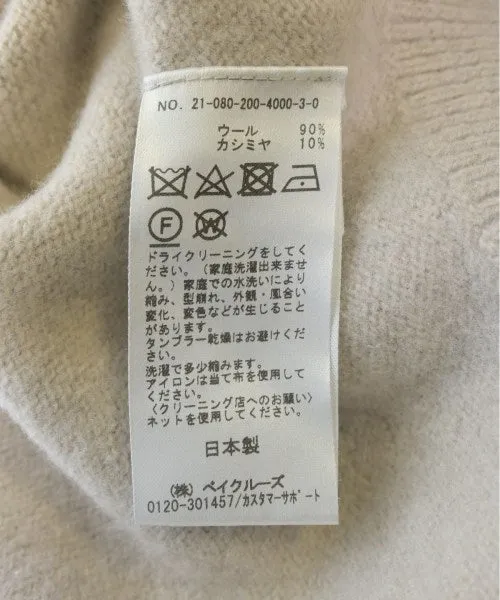 NO. 21-080-200-4000-3-0
ウール 90%
カシミヤ 10%
F W
ドライクリーニングをしてく
ださい。（家庭洗濯出来ませ
ん。）家庭での水洗いにより
縮み、型崩れ、外観・風合い
変化、変色などが生じること
があります。
タンブラー乾燥はお避けくだ
さい。
洗濯で多少縮みます。
アイロンは当て布を使用して
ください。
〈クリーニング店へのお願い〉
ネットを使用してください。
日本製
（株） ベイクルーズ
0120-301457/カスタマーサポート